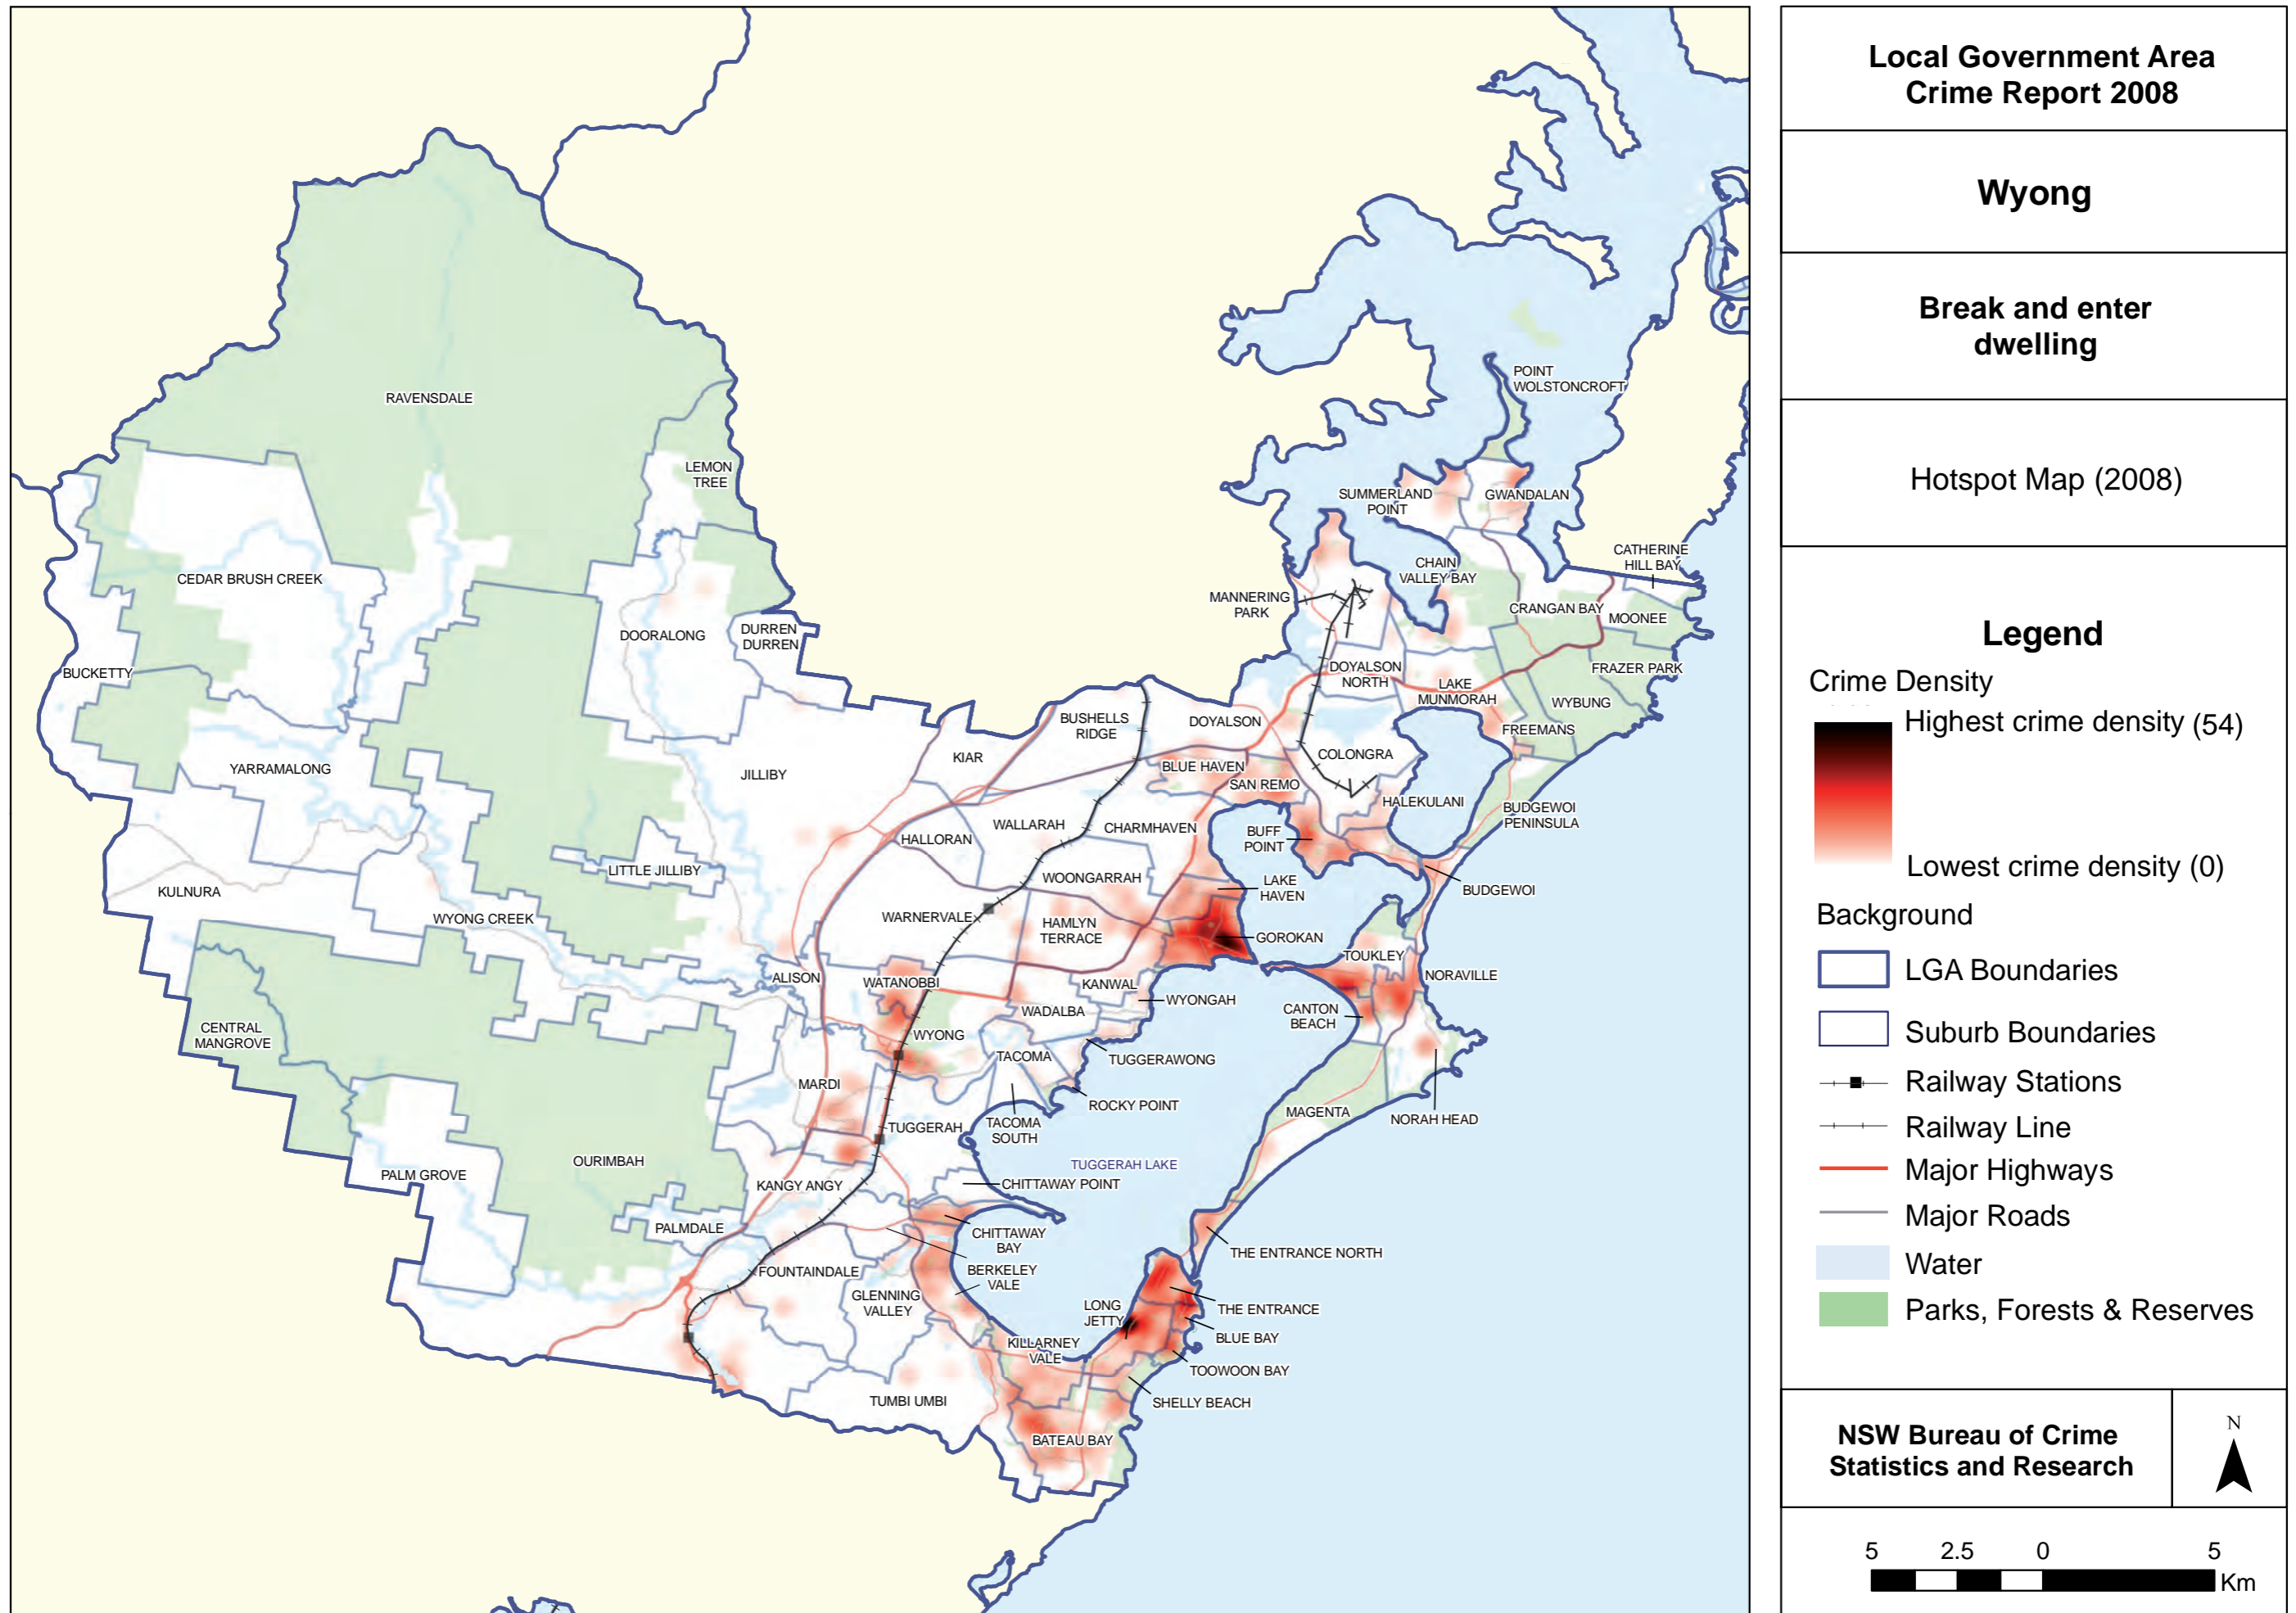 Local Government Area
Crime Report 2008
Wyong
Break and enter
dwelling
Hotspot Map (2008)
Legend
Crime Density
Highest crime density (54)
Lowest crime density (0)
Background
LGA Boundaries
Suburb Boundaries
Railway Stations
Railway Line
Major Highways
Major Roads
Water
Parks, Forests & Reserves
NSW Bureau of Crime
Statistics and Research
N
5 2.5 0 5
Km
POINT
WOLSTONCROFT
RAVENSDALE
LEMON
TREE
SUMMERLAND
POINT
GWANDALAN
CATHERINE
HILL BAY
CHAIN
VALLEY BAY
CEDAR BRUSH CREEK
MANNERING
PARK
CRANGAN BAY
MOONEE
DOORALONG
DURREN
DURREN
BUCKETTY
DOYALSON
NORTH
FRAZER PARK
LAKE
MUNMORAH
WYBUNG
BUSHELLS
RIDGE
DOYALSON
FREEMANS
KIAR
COLONGRA
YARRAMALONG
JILLIBY
BLUE HAVEN
SAN REMO
HALEKULANI
BUDGEWOI
PENINSULA
WALLARAH
CHARMHAVEN
HALLORAN
BUFF
POINT
LITTLE JILLIBY
WOONGARRAH
LAKE
HAVEN
BUDGEWOI
KULNURA
WYONG CREEK
WARNERVALE
HAMLYN
TERRACE
GOROKAN
TOUKLEY
NORAVILLE
ALISON
WATANOBBI
KANWAL
WYONGAH
WADALBA
CANTON
BEACH
CENTRAL
MANGROVE
WYONG
TACOMA
TUGGERAWONG
MARDI
ROCKY POINT
MAGENTA
NORAH HEAD
TUGGERAH
TACOMA
SOUTH
OURIMBAH
TUGGERAH LAKE
PALM GROVE
KANGY ANGY
CHITTAWAY POINT
PALMDALE
CHITTAWAY
BAY
THE ENTRANCE NORTH
FOUNTAINDALE
BERKELEY
VALE
GLENNING
VALLEY
LONG
JETTY
THE ENTRANCE
BLUE BAY
KILLARNEY
VALE
TOOWOON BAY
TUMBI UMBI
SHELLY BEACH
BATEAU BAY